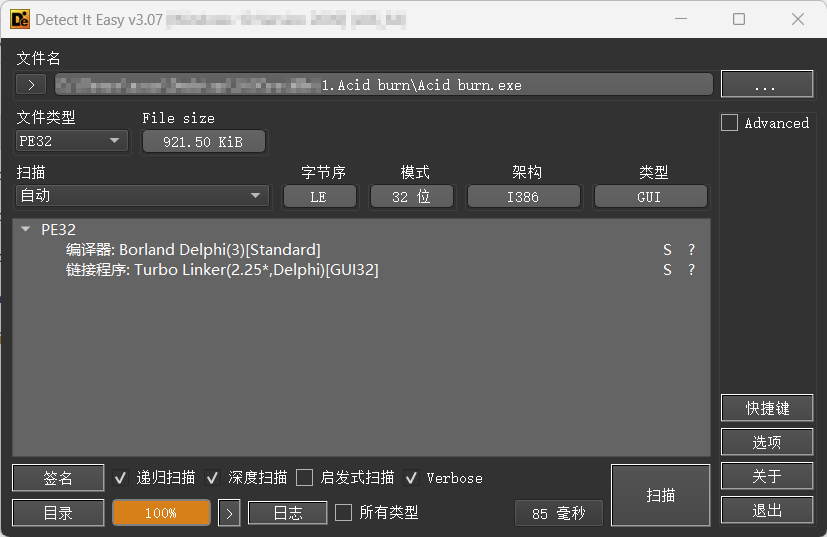 Detect It Easy v3.07
文件名
> 1.Acid burn\Acid burn.exe ...
文件类型 File size Advanced
PE32 921.50 KiB
扫描 字节序 模式 架构 类型
自动 LE 32 位 I386 GUI
PE32
编译器: Borland Delphi(3)[Standard] S ?
链接程序: Turbo Linker(2.25*,Delphi)[GUI32] S ?
快捷键
选项
签名 递归扫描 深度扫描 启发式扫描 Verbose 扫描 关于
目录 100% > 日志 所有类型 85 毫秒 退出